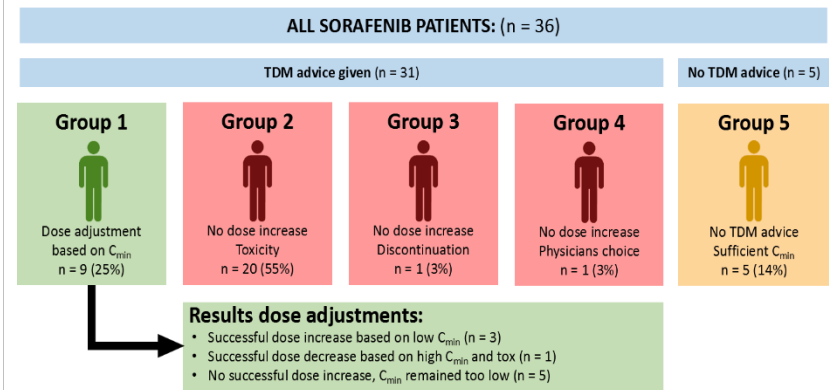 ALL SORAFENIB PATIENTS: (n = 36)
TDM advice given (n = 31)
No TDM advice (n = 5)
Group 1
Dose adjustment
based on Cmin
n = 9 (25%)
Group 2
No dose increase
Toxicity
n = 20 (55%)
Group 3
No dose increase
Discontinuation
n = 1 (3%)
Group 4
No dose increase
Physicians choice
n = 1 (3%)
Group 5
No TDM advice
Sufficient Cmin
n = 5 (14%)
Results dose adjustments:
• Successful dose increase based on low Cmin (n = 3)
• Successful dose decrease based on high Cmin and tox (n = 1)
• No successful dose increase, Cmin remained too low (n = 5)